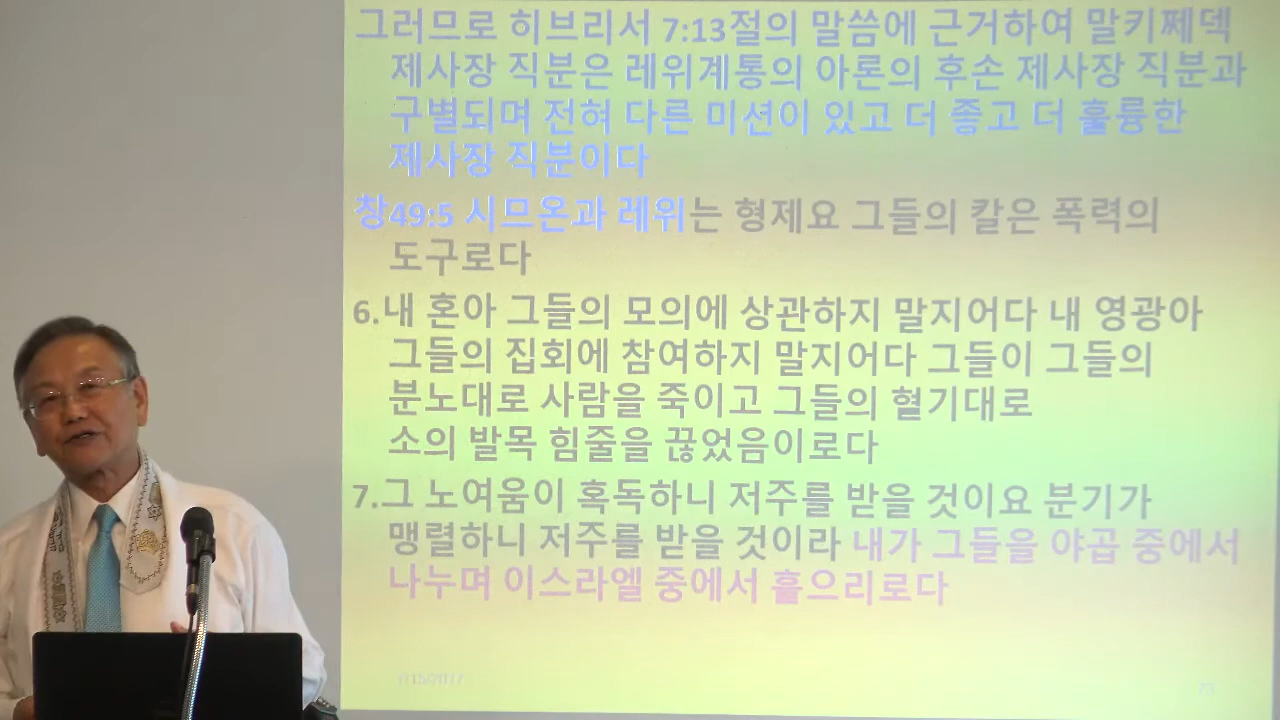 그러므로 히브리서 7:13절의 말씀에 근거하여 말키쩨덱
제사장 직분은 레위계통의 아론의 후손 제사장 직분과
구별되며 전혀 다른 미션이 있고 더 좋고 더 훌륭한
제사장 직분이다
창49:5 시므온과 레위는 형제요 그들의 칼은 폭력의
도구로다
6.내 혼아 그들의 모의에 상관하지 말지어다 내 영광아
그들의 집회에 참여하지 말지어다 그들이 그들의
분노대로 사람을 죽이고 그들의 혈기대로
소의 발목 힘줄을 끊었음이로다
7.그 노여움이 혹독하니 저주를 받을 것이요 분기가
맹렬하니 저주를 받을 것이라 내가 그들을 야곱 중에서
나누며 이스라엘 중에서 흩으리로다
7/15/2017